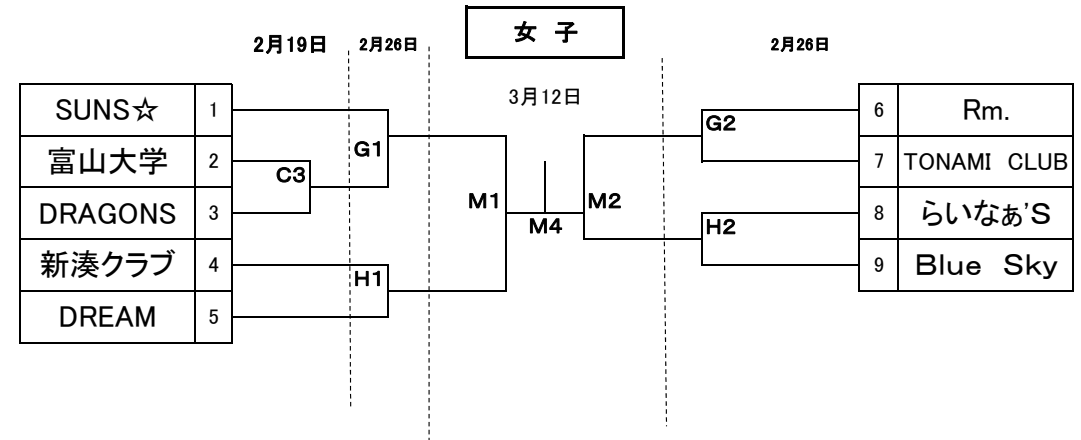 女 子
2月19日
2月26日
2月26日
3月12日
SUNS☆ 1
富山大学 2
DRAGONS 3
新湊クラブ 4
DREAM 5
C3
G1
H1
M1
M4
M2
G2
H2
6 Rm.
7 TONAMI CLUB
8 らいなぁ'S
9 Blue Sky